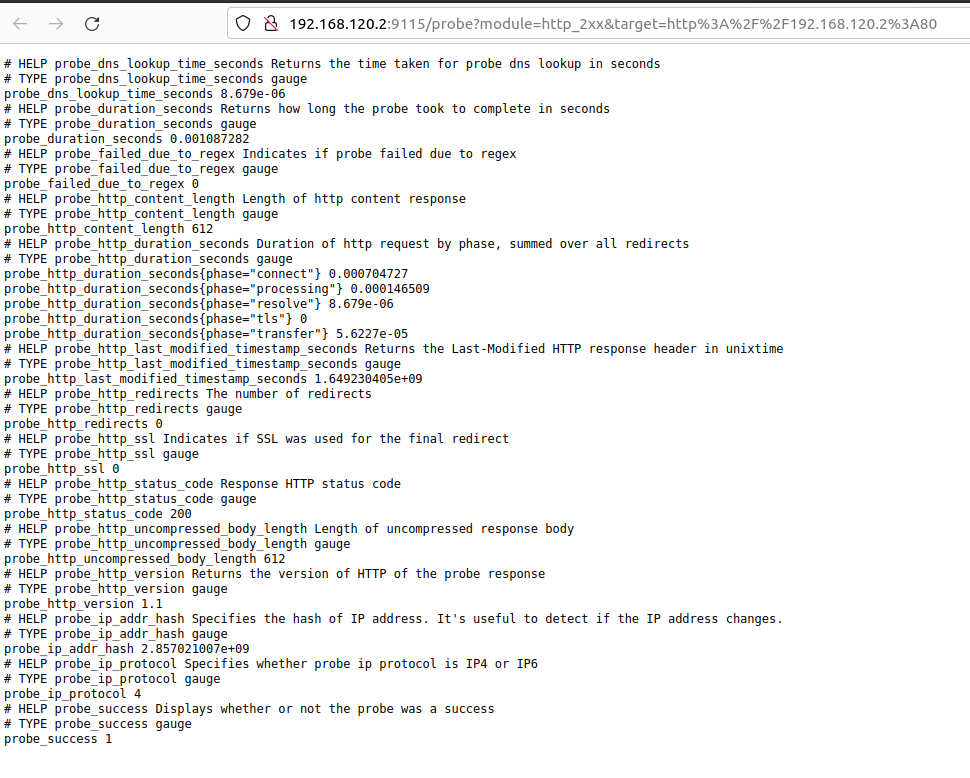 192.168.120.2:9115/probe?module=http_2xx&target=http%3A%2F%2F192.168.120.2%3A80
# HELP probe_dns_lookup_time_seconds Returns the time taken for probe dns lookup in seconds
# TYPE probe_dns_lookup_time_seconds gauge
probe_dns_lookup_time_seconds 8.679e-06
# HELP probe_duration_seconds Returns how long the probe took to complete in seconds
# TYPE probe_duration_seconds gauge
probe_duration_seconds 0.001087282
# HELP probe_failed_due_to_regex Indicates if probe failed due to regex
# TYPE probe_failed_due_to_regex gauge
probe_failed_due_to_regex 0
# HELP probe_http_content_length Length of http content response
# TYPE probe_http_content_length gauge
probe_http_content_length 612
# HELP probe_http_duration_seconds Duration of http request by phase, summed over all redirects
# TYPE probe_http_duration_seconds gauge
probe_http_duration_seconds{phase="connect"} 0.000704727
probe_http_duration_seconds{phase="processing"} 0.000146509
probe_http_duration_seconds{phase="resolve"} 8.679e-06
probe_http_duration_seconds{phase="tls"} 0
probe_http_duration_seconds{phase="transfer"} 5.6227e-05
# HELP probe_http_last_modified_timestamp_seconds Returns the Last-Modified HTTP response header in unixtime
# TYPE probe_http_last_modified_timestamp_seconds gauge
probe_http_last_modified_timestamp_seconds 1.649230405e+09
# HELP probe_http_redirects The number of redirects
# TYPE probe_http_redirects gauge
probe_http_redirects 0
# HELP probe_http_ssl Indicates if SSL was used for the final redirect
# TYPE probe_http_ssl gauge
probe_http_ssl 0
# HELP probe_http_status_code Response HTTP status code
# TYPE probe_http_status_code gauge
probe_http_status_code 200
# HELP probe_http_uncompressed_body_length Length of uncompressed response body
# TYPE probe_http_uncompressed_body_length gauge
probe_http_uncompressed_body_length 612
# HELP probe_http_version Returns the version of HTTP of the probe response
# TYPE probe_http_version gauge
probe_http_version 1.1
# HELP probe_ip_addr_hash Specifies the hash of IP address. It's useful to detect if the IP address changes.
# TYPE probe_ip_addr_hash gauge
probe_ip_addr_hash 2.857021007e+09
# HELP probe_ip_protocol Specifies whether probe ip protocol is IP4 or IP6
# TYPE probe_ip_protocol gauge
probe_ip_protocol 4
# HELP probe_success Displays whether or not the probe was a success
# TYPE probe_success gauge
probe_success 1